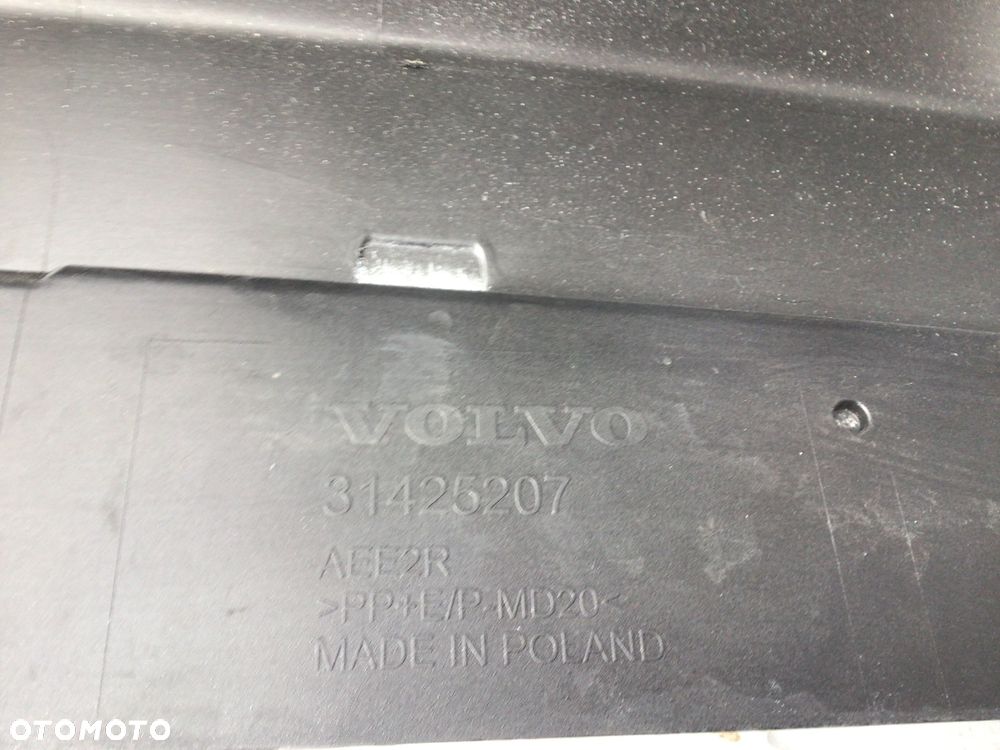 VOLVO
31425207
AEE2R
>PP+E/P-MD20<
MADE IN POLAND
OTOMOTO